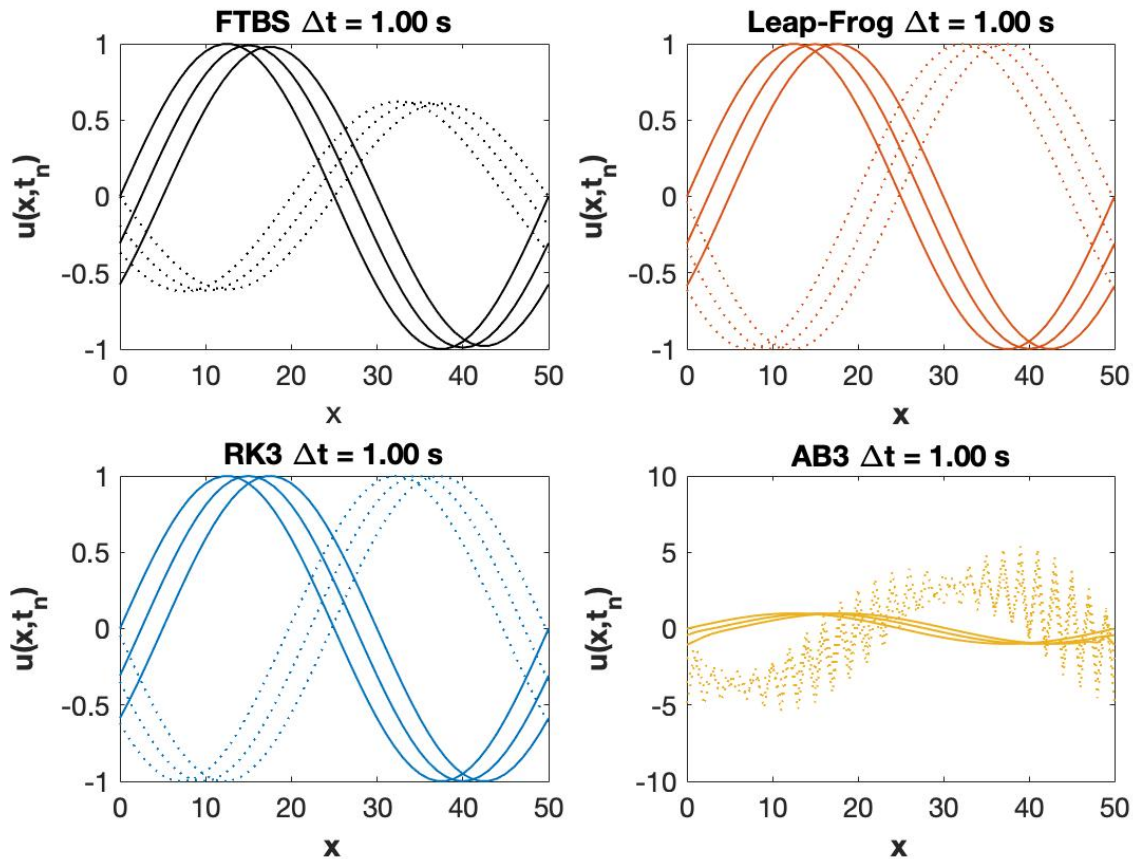 FTBS Δt = 1.00 s
1
0.5
0
-0.5
-1
u(x,t_n)
0 10 20 30 40 50
x
Leap-Frog Δt = 1.00 s
1
0.5
0
-0.5
-1
u(x,t_n)
0 10 20 30 40 50
x
RK3 Δt = 1.00 s
1
0.5
0
-0.5
-1
u(x,t_n)
0 10 20 30 40 50
x
AB3 Δt = 1.00 s
10
5
0
-5
-10
u(x,t_n)
0 10 20 30 40 50
x